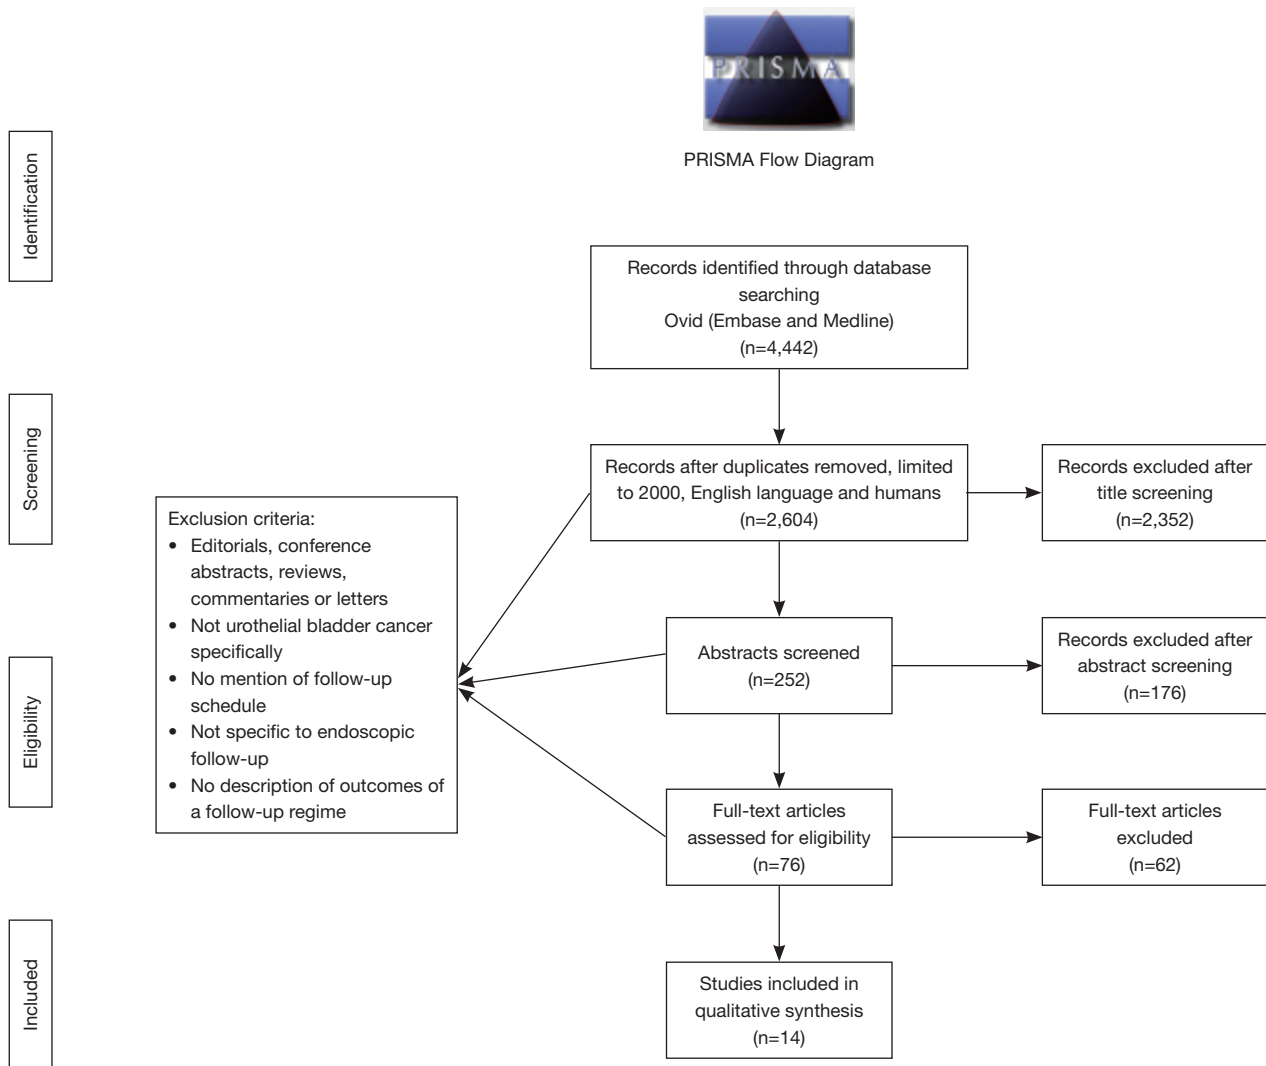 PRISMA
PRISMA Flow Diagram
Identification
Records identified through database
searching
Ovid (Embase and Medline)
(n=4,442)
Screening
Records after duplicates removed, limited
to 2000, English language and humans
(n=2,604)
Records excluded after
title screening
(n=2,352)
Exclusion criteria:
• Editorials, conference
abstracts, reviews,
commentaries or letters
• Not urothelial bladder cancer
specifically
• No mention of follow-up
schedule
• Not specific to endoscopic
follow-up
• No description of outcomes of
a follow-up regime
Eligibility
Abstracts screened
(n=252)
Records excluded after
abstract screening
(n=176)
Full-text articles
assessed for eligibility
(n=76)
Full-text articles
excluded
(n=62)
Included
Studies included in
qualitative synthesis
(n=14)